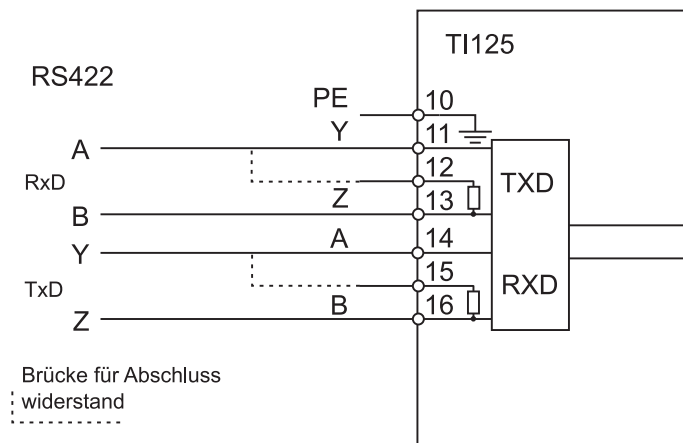 TI125
RS422
PE
10
Y
11
A
12
RxD
TXD
Z
13
B
A
14
Y
15
TxD
RXD
B
16
Z
Brücke für Abschluss
widerstand